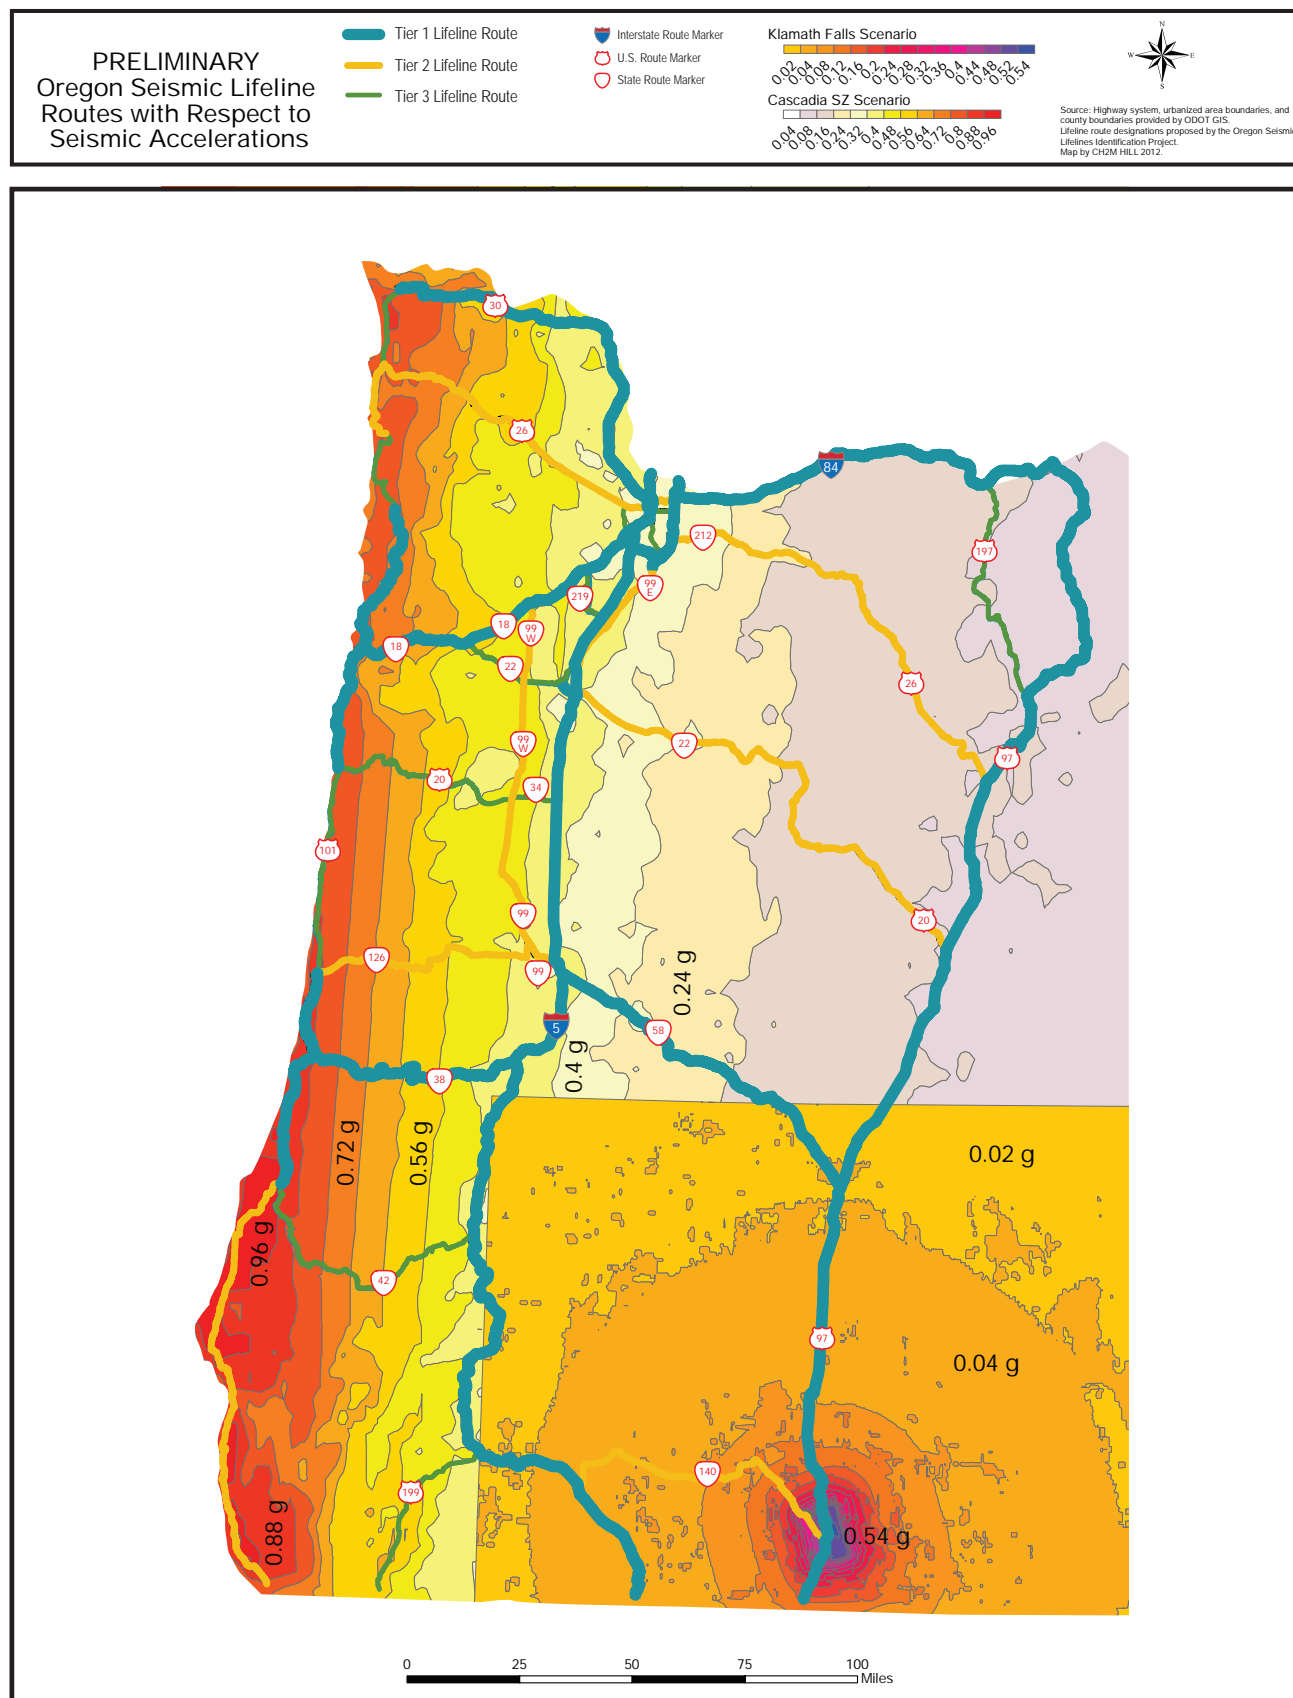 PRELIMINARY
Oregon Seismic Lifeline
Routes with Respect to
Seismic Accelerations
Tier 1 Lifeline Route
Tier 2 Lifeline Route
Tier 3 Lifeline Route
Interstate Route Marker
U.S. Route Marker
State Route Marker
Klamath Falls Scenario
0.02 0.04 0.08 0.12 0.16 0.2 0.24 0.28 0.32 0.36 0.4 0.44 0.48 0.52 0.54
Cascadia SZ Scenario
0.04 0.08 0.16 0.24 0.32 0.4 0.48 0.56 0.64 0.72 0.8 0.88 0.96
N
W E
S
Source: Highway system, urbanized area boundaries, and
county boundaries provided by ODOT GIS.
Lifeline route designations proposed by the Oregon Seismic
Lifelines Identification Project.
Map by CH2M HILL 2012.
30
26
84
212
197
99
E
219
18
99
W
18
22
26
99
W
22
97
20
34
101
99
20
126
99
0.24 g
5
58
0.4 g
38
0.72 g
0.56 g
0.02 g
0.96 g
42
97
0.04 g
140
199
0.88 g
0.54 g
0 25 50 75 100
Miles